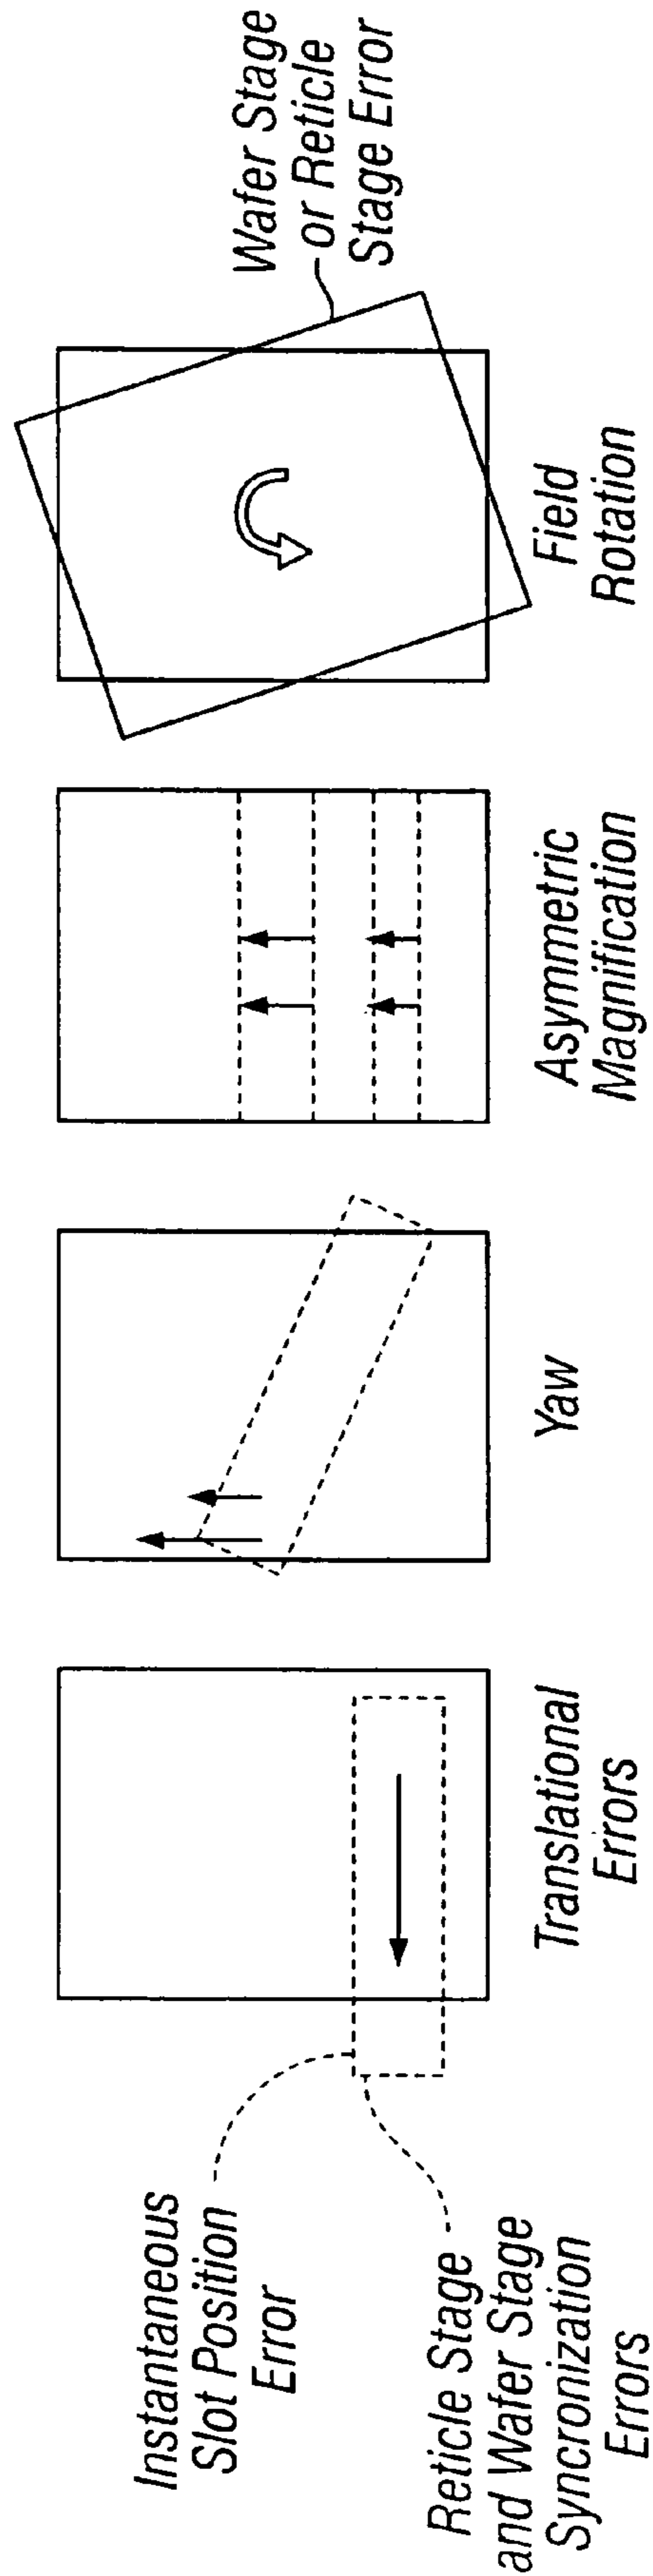 Instantaneous
Slot Position
Error
Reticle Stage
and Wafer Stage
Syncronization
Errors
Translational
Errors
Yaw
Asymmetric
Magnification
Field
Rotation
Wafer Stage
or Reticle
Stage Error